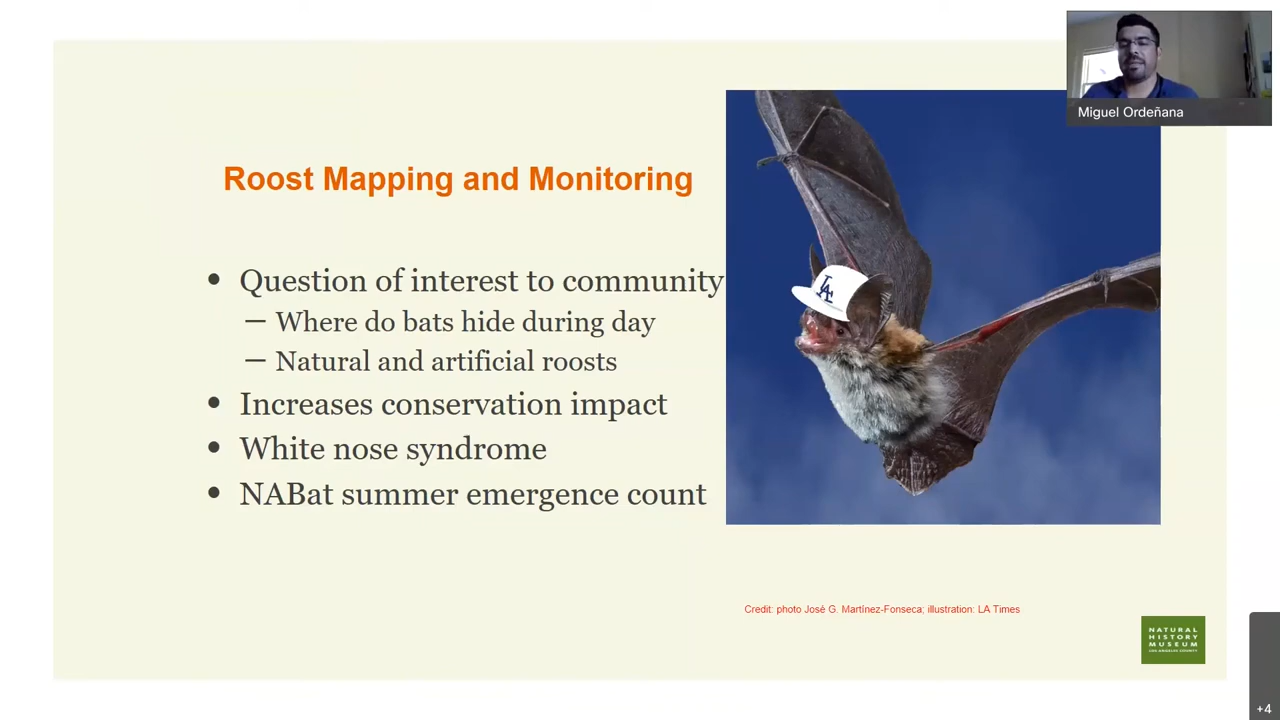 Miguel Ordeñana
Roost Mapping and Monitoring
• Question of interest to community
– Where do bats hide during day
– Natural and artificial roosts
• Increases conservation impact
• White nose syndrome
• NABat summer emergence count
LA
Credit: photo José G. Martínez-Fonseca; illustration: LA Times
NATURAL
HISTORY
MUSEUM
LOS ANGELES COUNTY
+4